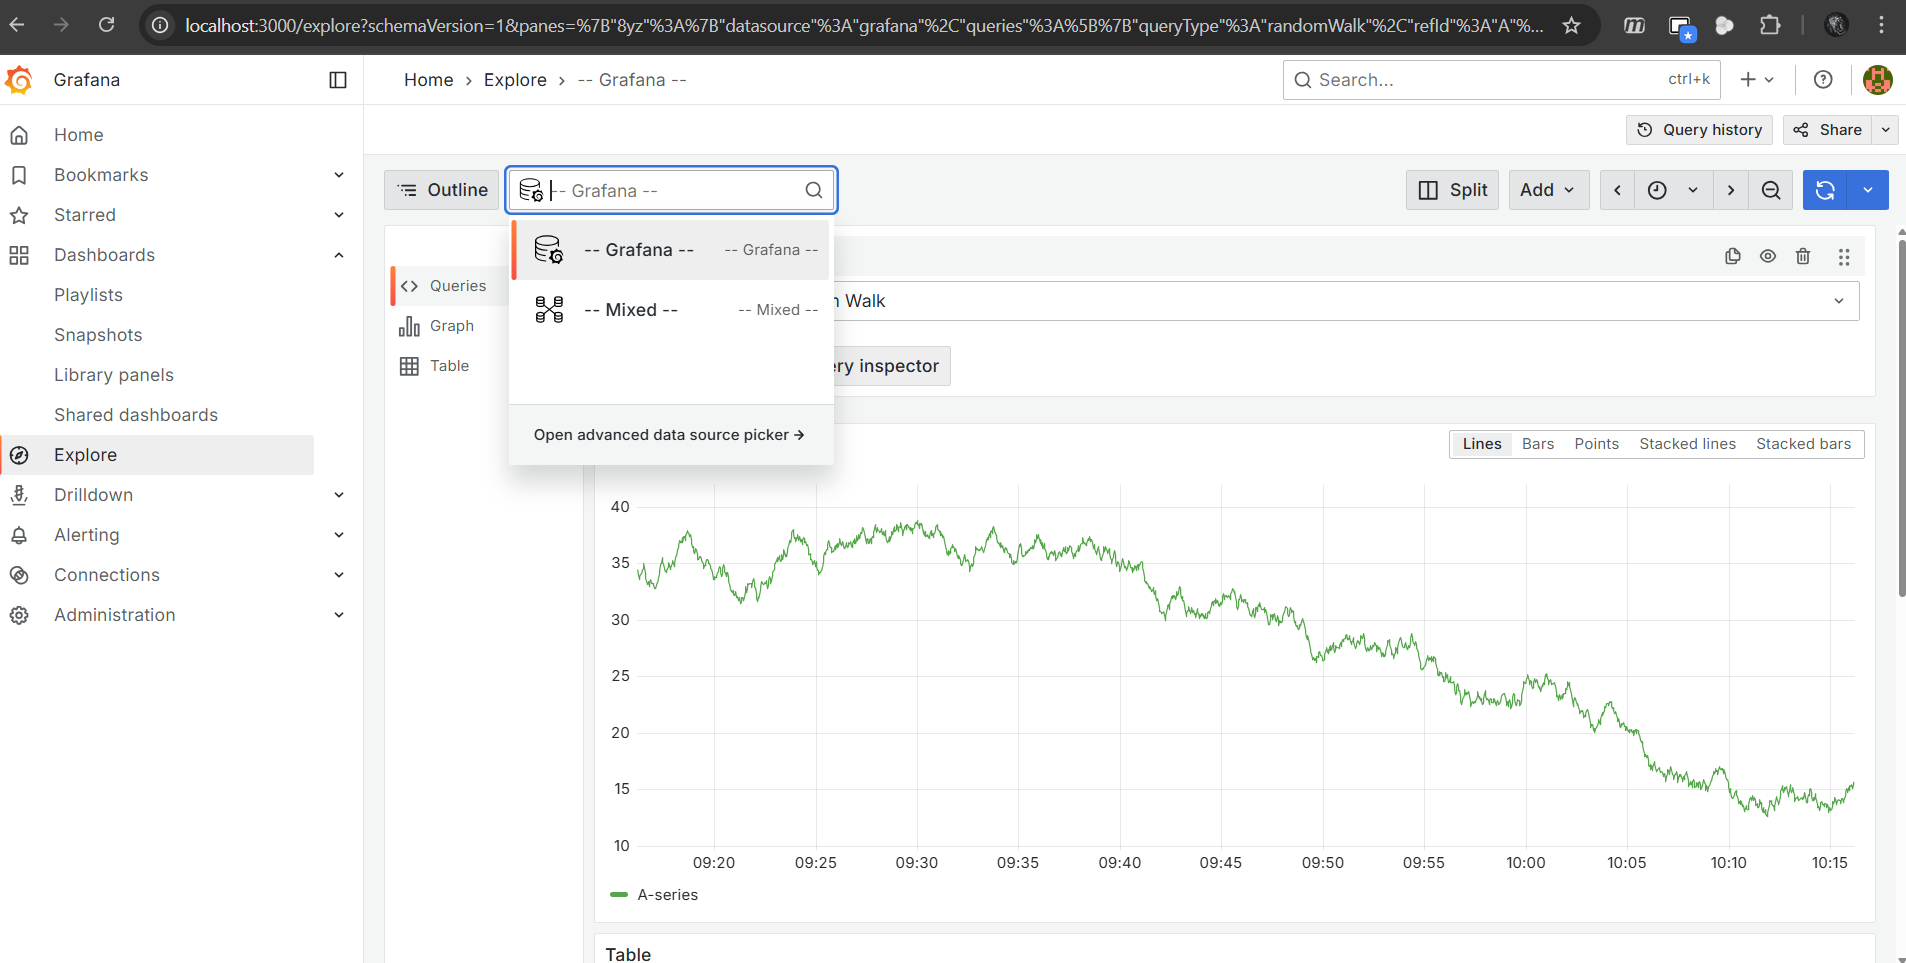 localhost:3000/explore?schemaVersion=1&panes=%7B"8yz"%3A%7B"datasource"%3A"grafana"%2C"queries"%3A%5B%7B"queryType"%3A"randomWalk"%2C"refId"%3A"A"%...
Grafana
Home › Explore › -- Grafana --
Search...
ctrl+k
Query history
Share
Home
Bookmarks
Starred
Dashboards
Playlists
Snapshots
Library panels
Shared dashboards
Explore
Drilldown
Alerting
Connections
Administration
Outline
-- Grafana --
Split
Add
-- Grafana -- -- Grafana --
-- Mixed -- -- Mixed --
Open advanced data source picker →
Queries
Graph
Table
Walk
inspector
Lines Bars Points Stacked lines Stacked bars
40
35
30
25
20
15
10
09:20 09:25 09:30 09:35 09:40 09:45 09:50 09:55 10:00 10:05 10:10 10:15
A-series
Table